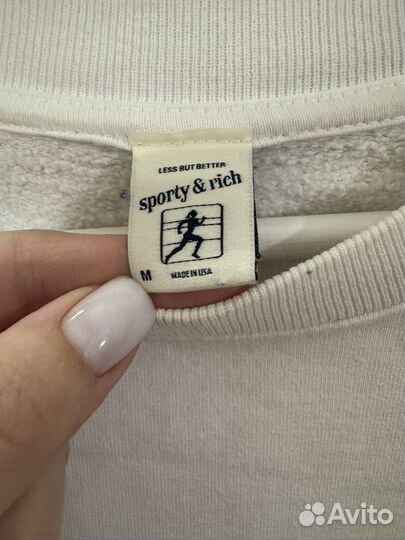 LESS BUT BETTER
sporty & rich
M MADE IN USA
Avito